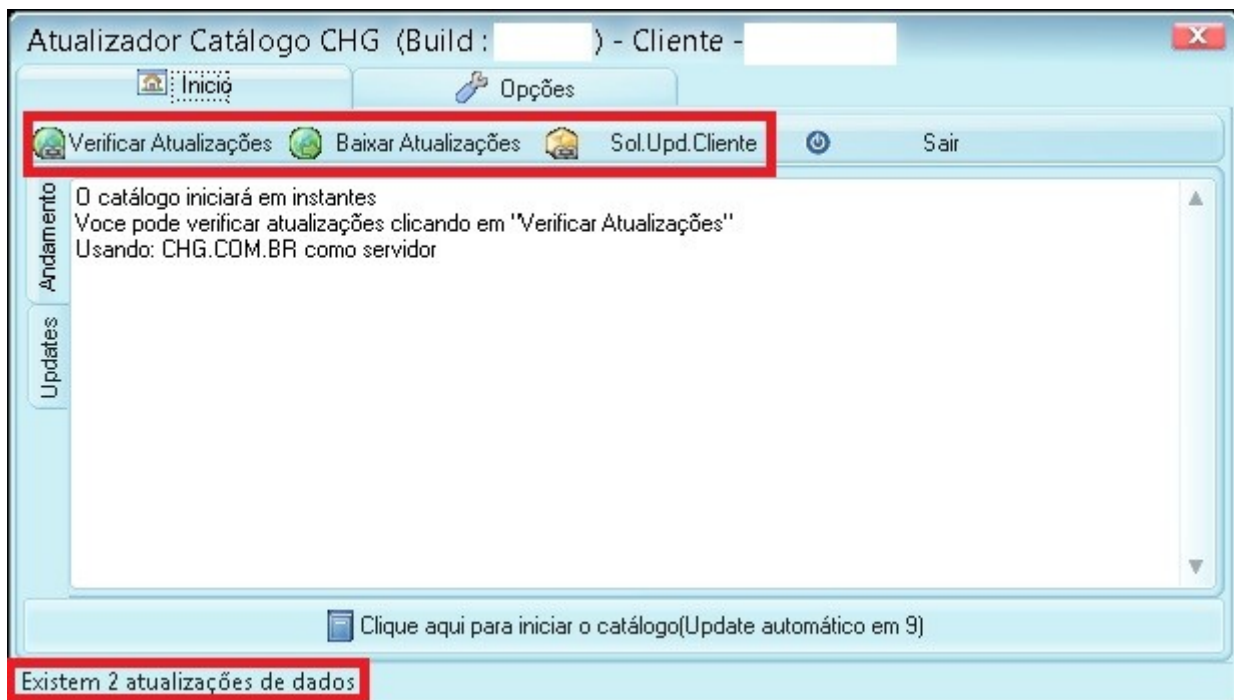 Atualizador Catálogo CHG (Build : ) - Cliente -
Início Opções
Verificar Atualizações Baixar Atualizações Sol.Upd.Cliente Sair
Andamento
Updates
O catálogo iniciará em instantes
Voce pode verificar atualizações clicando em "Verificar Atualizações"
Usando: CHG.COM.BR como servidor
Clique aqui para iniciar o catálogo(Update automático em 9)
Existem 2 atualizações de dados